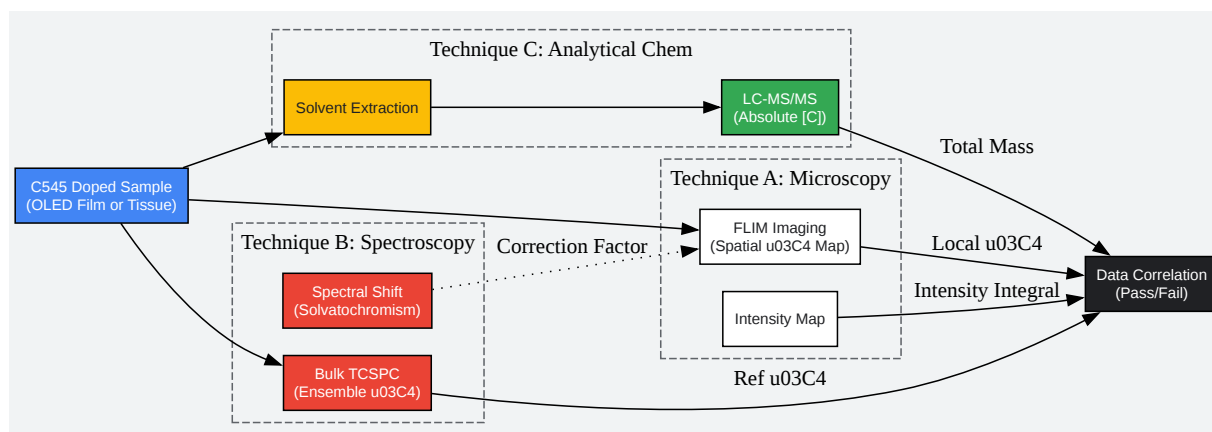 Technique C: Analytical Chem
Solvent Extraction
LC-MS/MS
(Absolute [C])
Total Mass
C545 Doped Sample
(OLED Film or Tissue)
Technique A: Microscopy
FLIM Imaging
(Spatial u03C4 Map)
Technique B: Spectroscopy
Correction Factor
Local u03C4
Data Correlation
(Pass/Fail)
Spectral Shift
(Solvatochromism)
Intensity Integral
Intensity Map
Bulk TCSPC
(Ensemble u03C4)
Ref u03C4